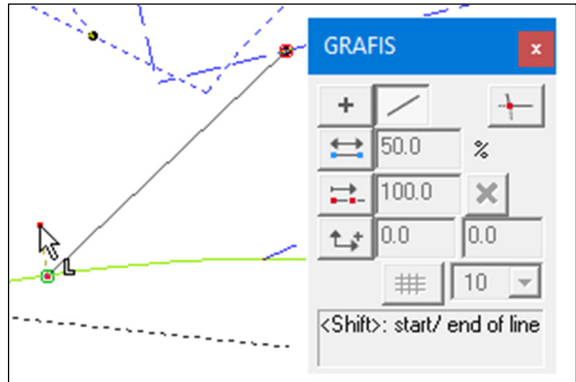 GRAFIS
x
50.0 %
100.0
0.0 0.0
10
<Shift>: start/ end of line
L